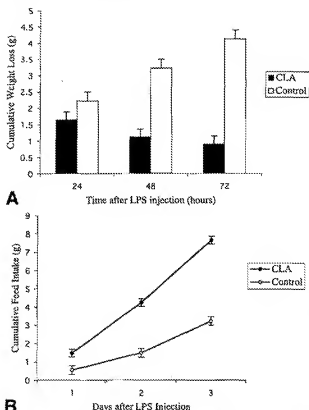 5
4.5
4
3.5
3
2.5
2
1.5
1
0.5
0
Cumulative Weight Loss (g)
24 48 72
Time after LPS injection (hours)
CLA
Control
A
9
8
7
6
5
4
3
2
1
0
Cumulative Feed Intake (g)
1 2 3
Days after LPS Injection
CLA
Control
B